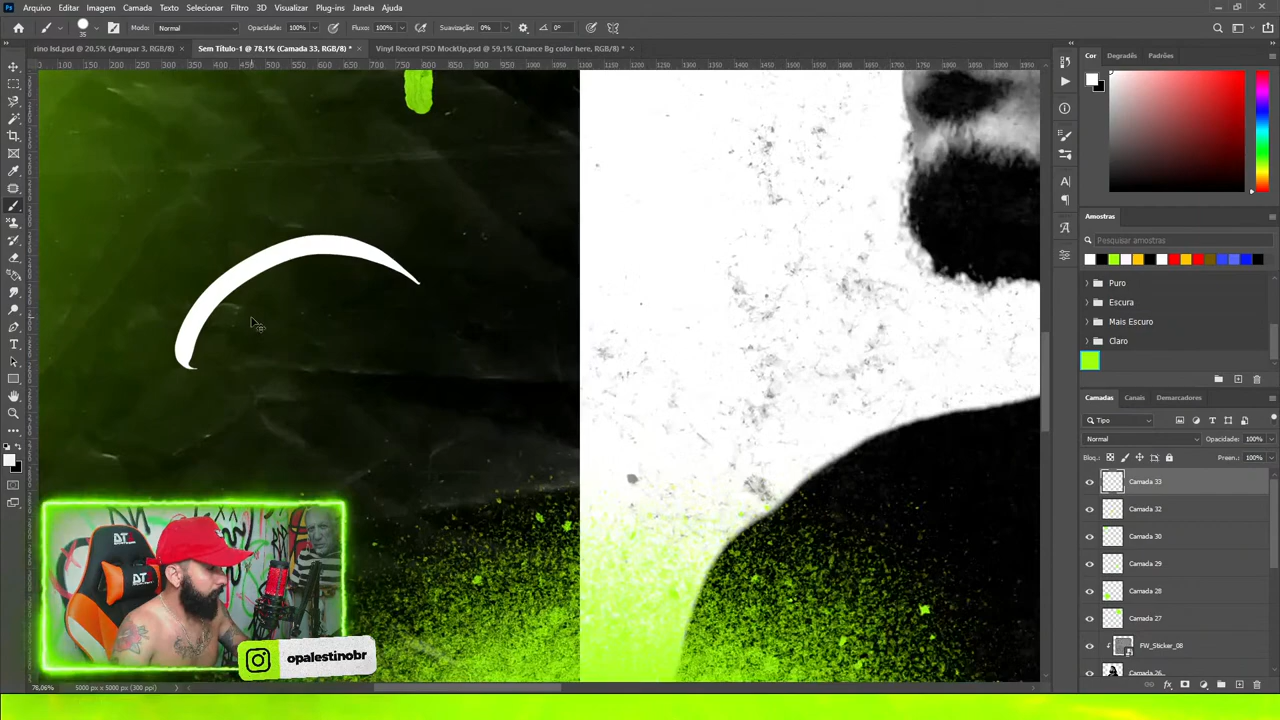 Arquivo Editar Imagem Camada Texto Selecionar Filtro 3D Visualizar Plug-ins Janela Ajuda
35 Modo: Normal Opacidade: 100% Fluxo: 100% Suavização: 0% 0°
rino lsd.psd @ 20,5% (Agrupar 3, RGB/8) × Sem Título-1 @ 78,1% (Camada 33, RGB/8) * × Vinyl Record PSD MockUp.psd @ 59,1% (Chance Bg color here, RGB/8) * ×
Cor Degradês Padrões
Amostras
Pesquisar amostras
Puro
Escura
Mais Escuro
Claro
Camadas Canais Demarcadores
Tipo
Normal Opacidade: 100%
Bloq.: Preen.: 100%
Camada 33
Camada 32
Camada 30
Camada 29
Camada 28
Camada 27
FW_Sticker_08
Camada 26
opalestinobr
78,06% 5000 px x 5000 px (300 ppi)